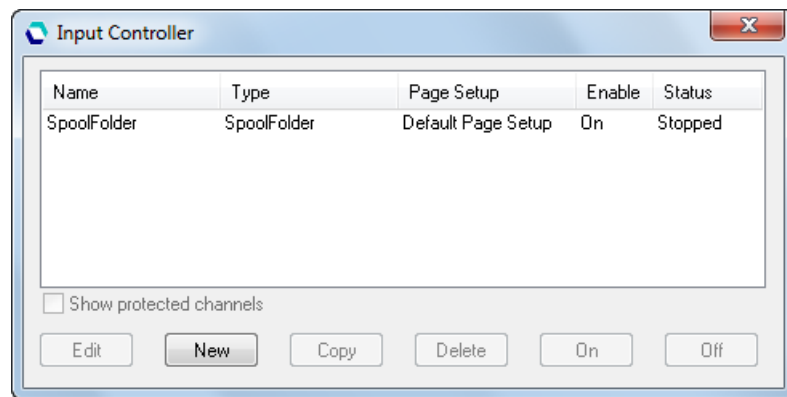 Input Controller
Name Type Page Setup Enable Status
SpoolFolder SpoolFolder Default Page Setup On Stopped
Show protected channels
Edit New Copy Delete On Off